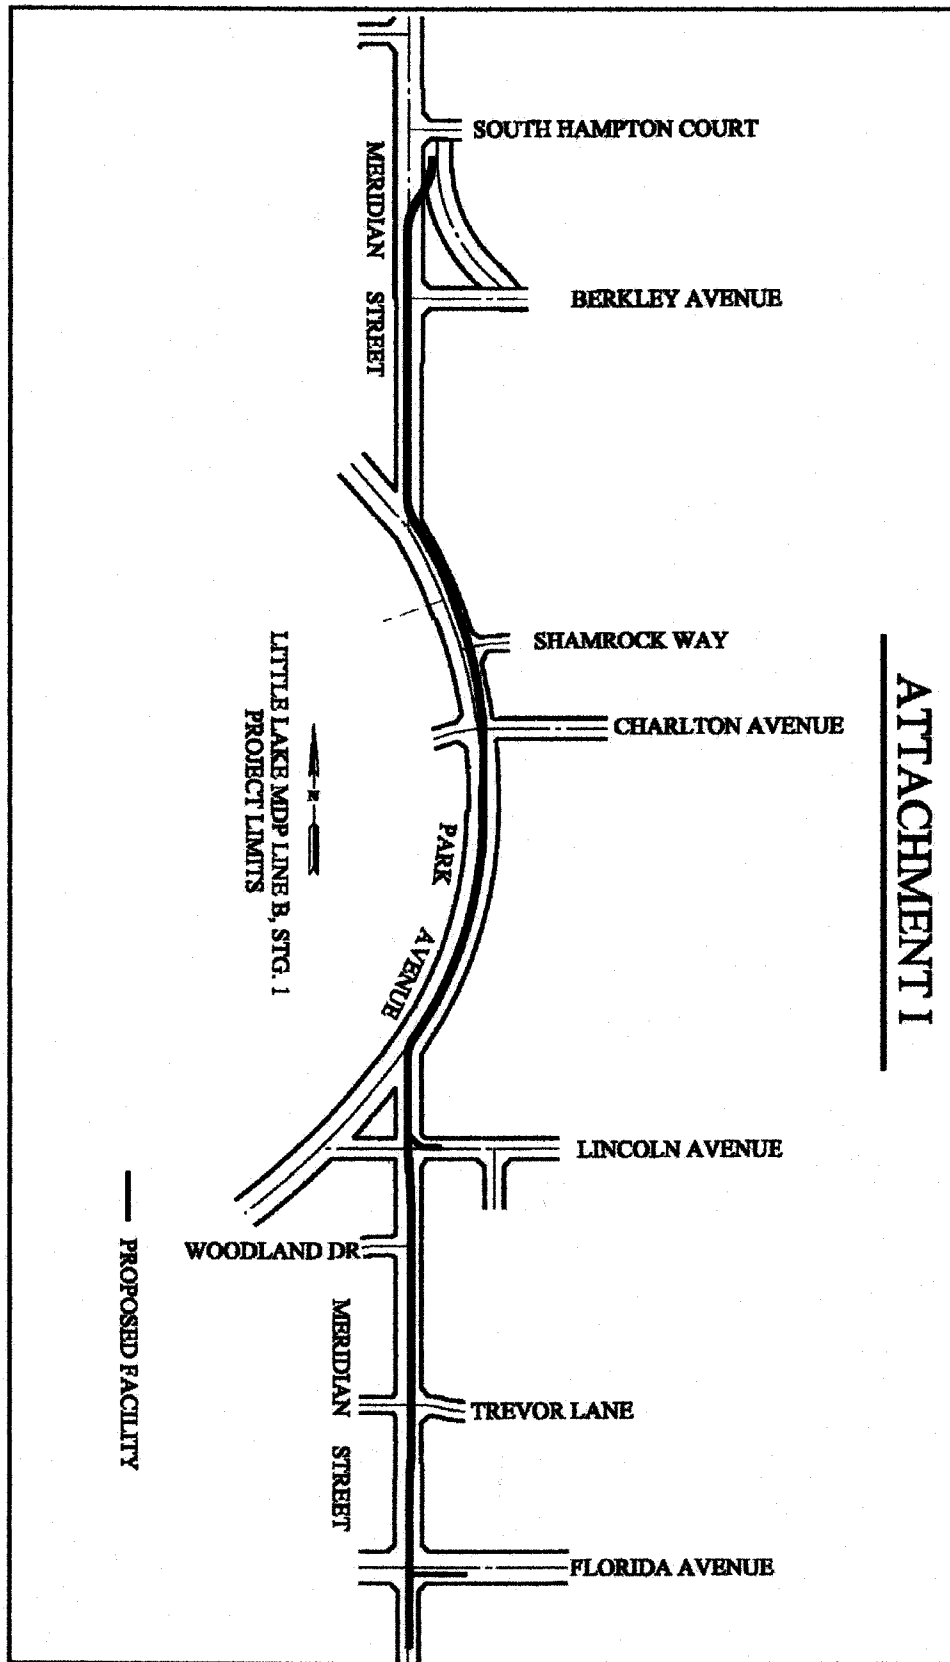 ATTACHMENT I
SOUTH HAMPTON COURT
MERIDIAN STREET
BERKLEY AVENUE
SHAMROCK WAY
CHARLTON AVENUE
PARK AVENUE
N
LITTLE LAKE MDP LINE B, STG. 1
PROJECT LIMITS
LINCOLN AVENUE
WOODLAND DR
MERIDIAN STREET
TREVOR LANE
FLORIDA AVENUE
PROPOSED FACILITY